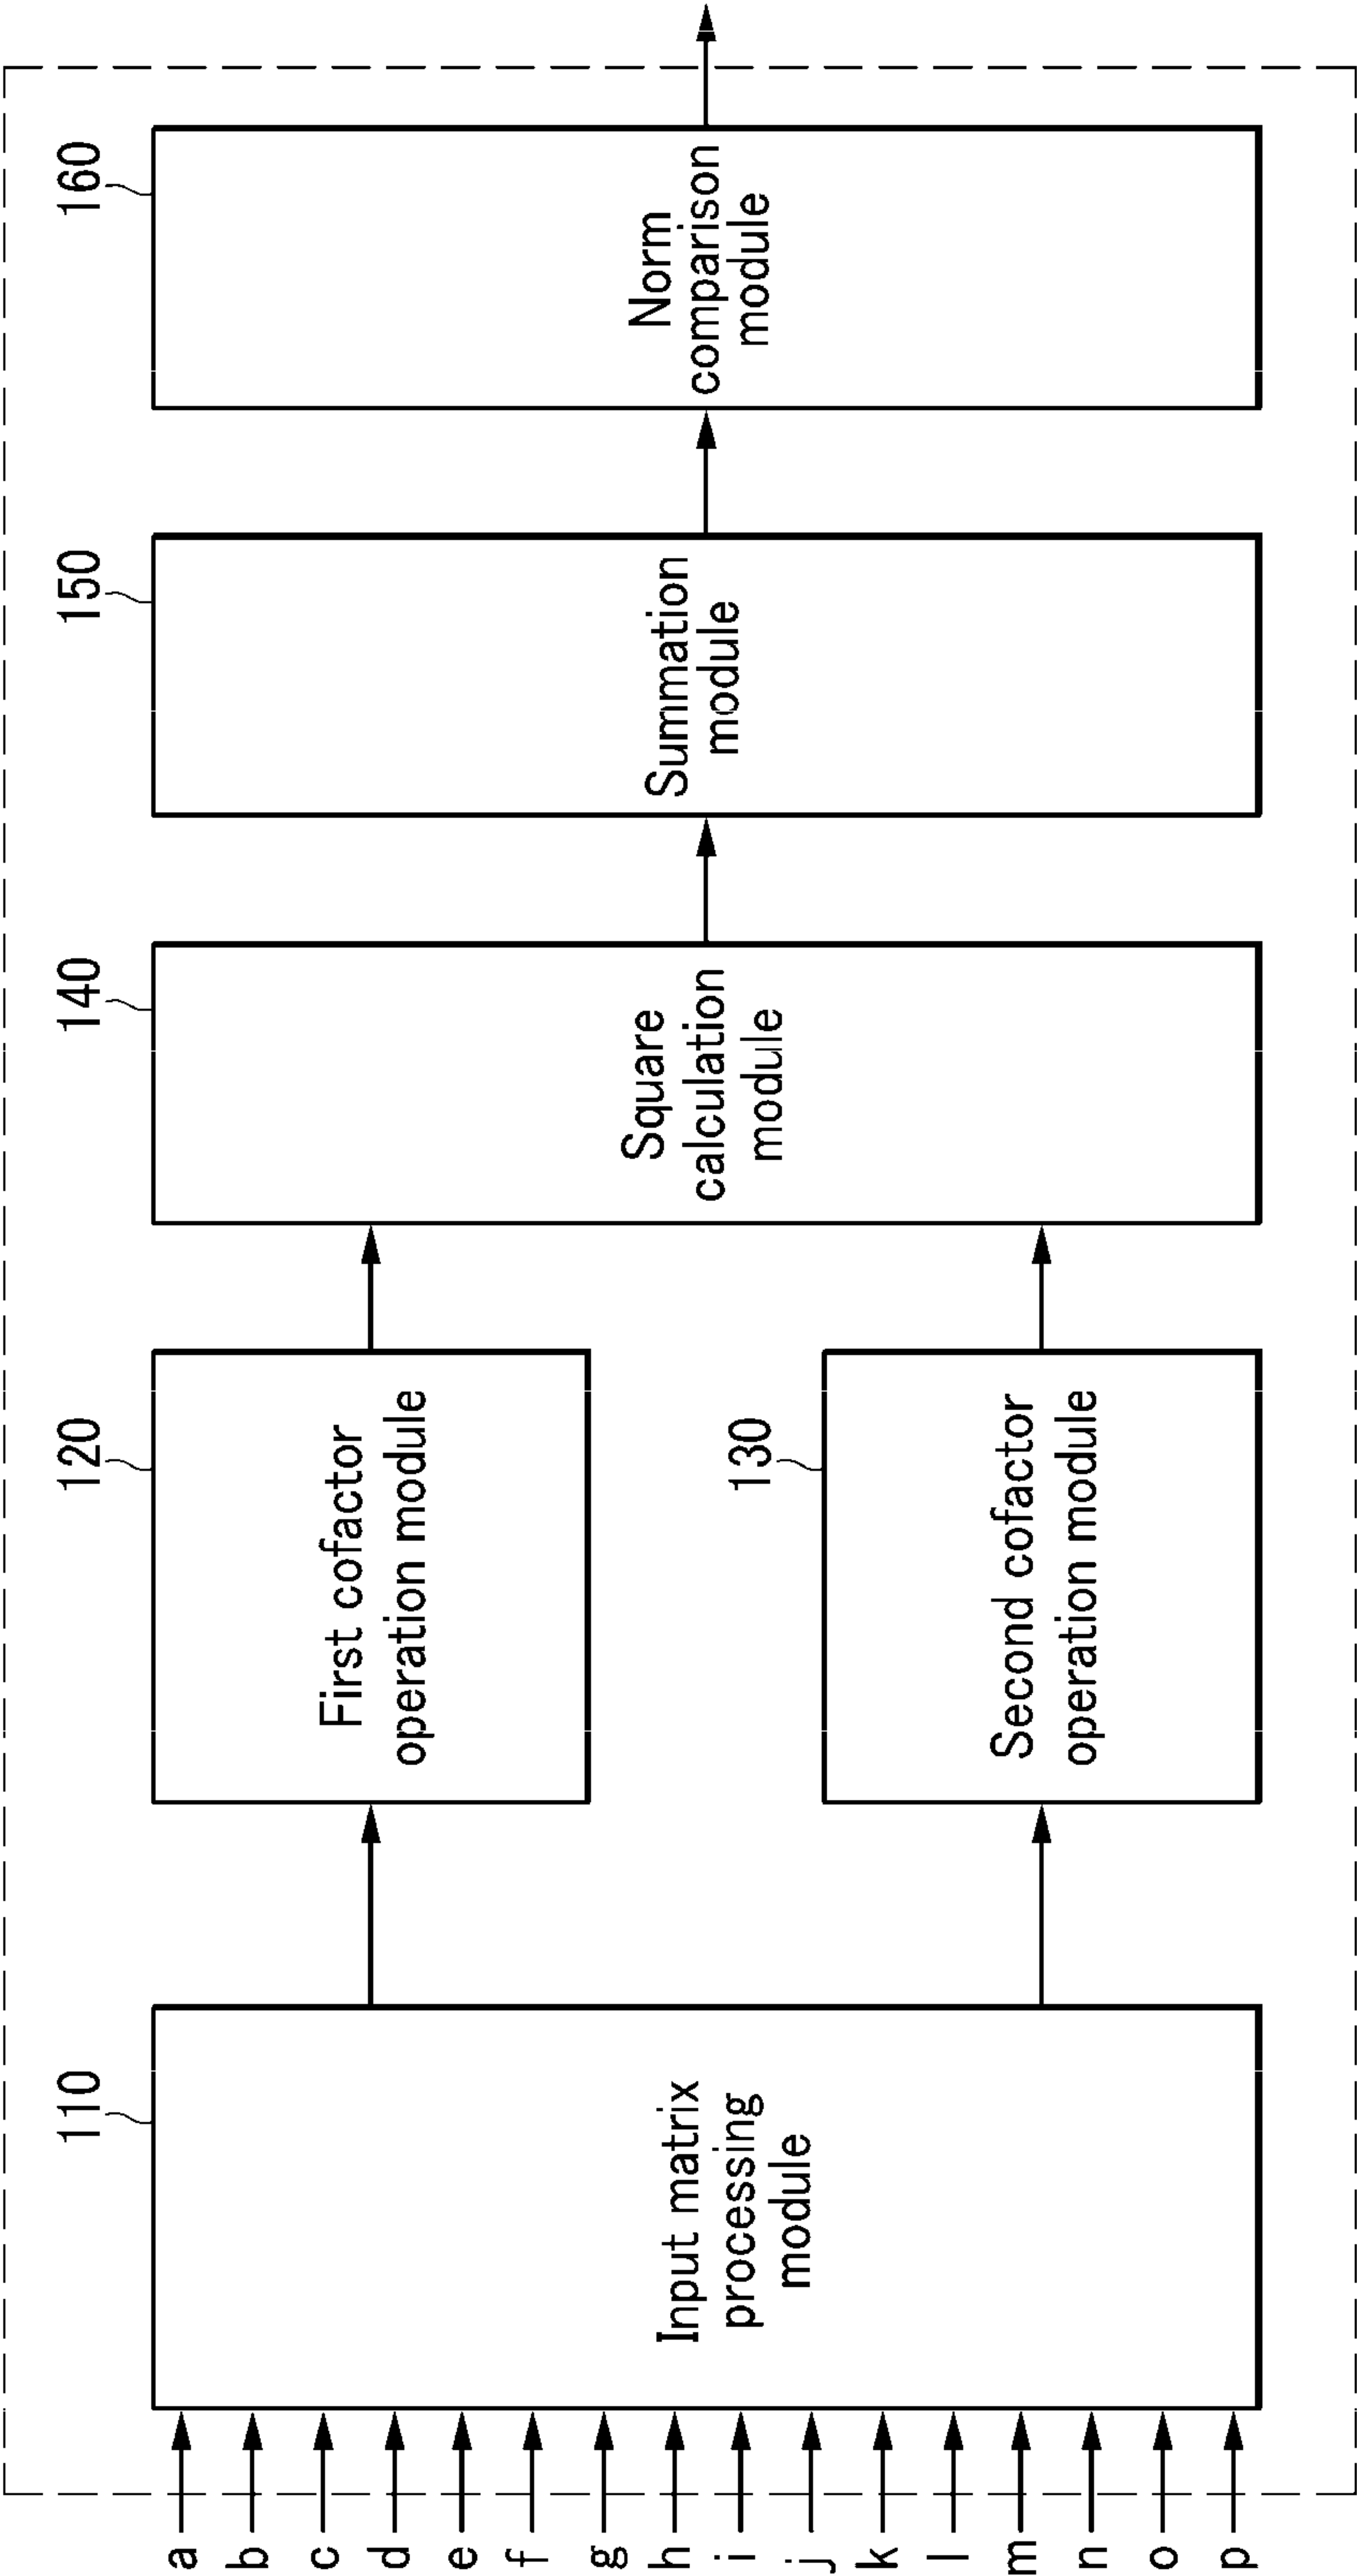 a
b
c
d
e
f
g
h
i
j
k
l
m
n
o
p
110
Input matrix
processing
module
120
First cofactor
operation module
130
Second cofactor
operation module
140
Square
calculation
module
150
Summation
module
160
Norm
comparison
module